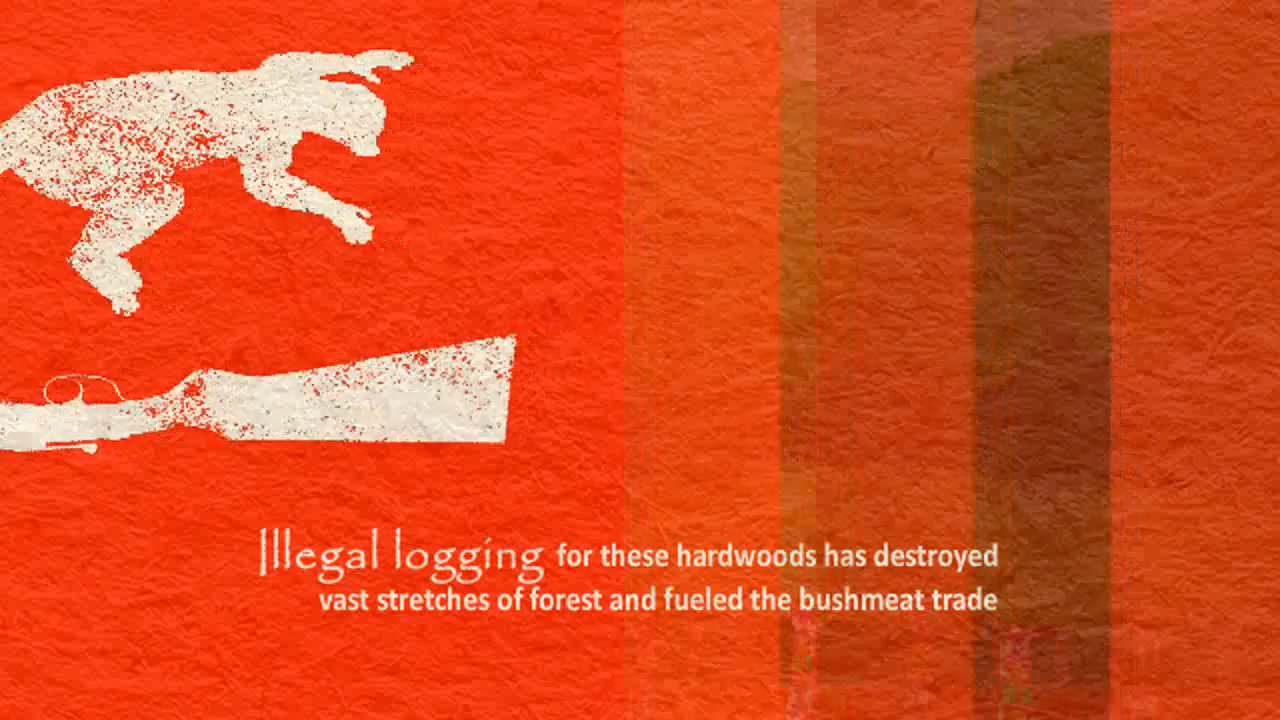 Illegal logging for these hardwoods has destroyed
vast stretches of forest and fueled the bushmeat trade